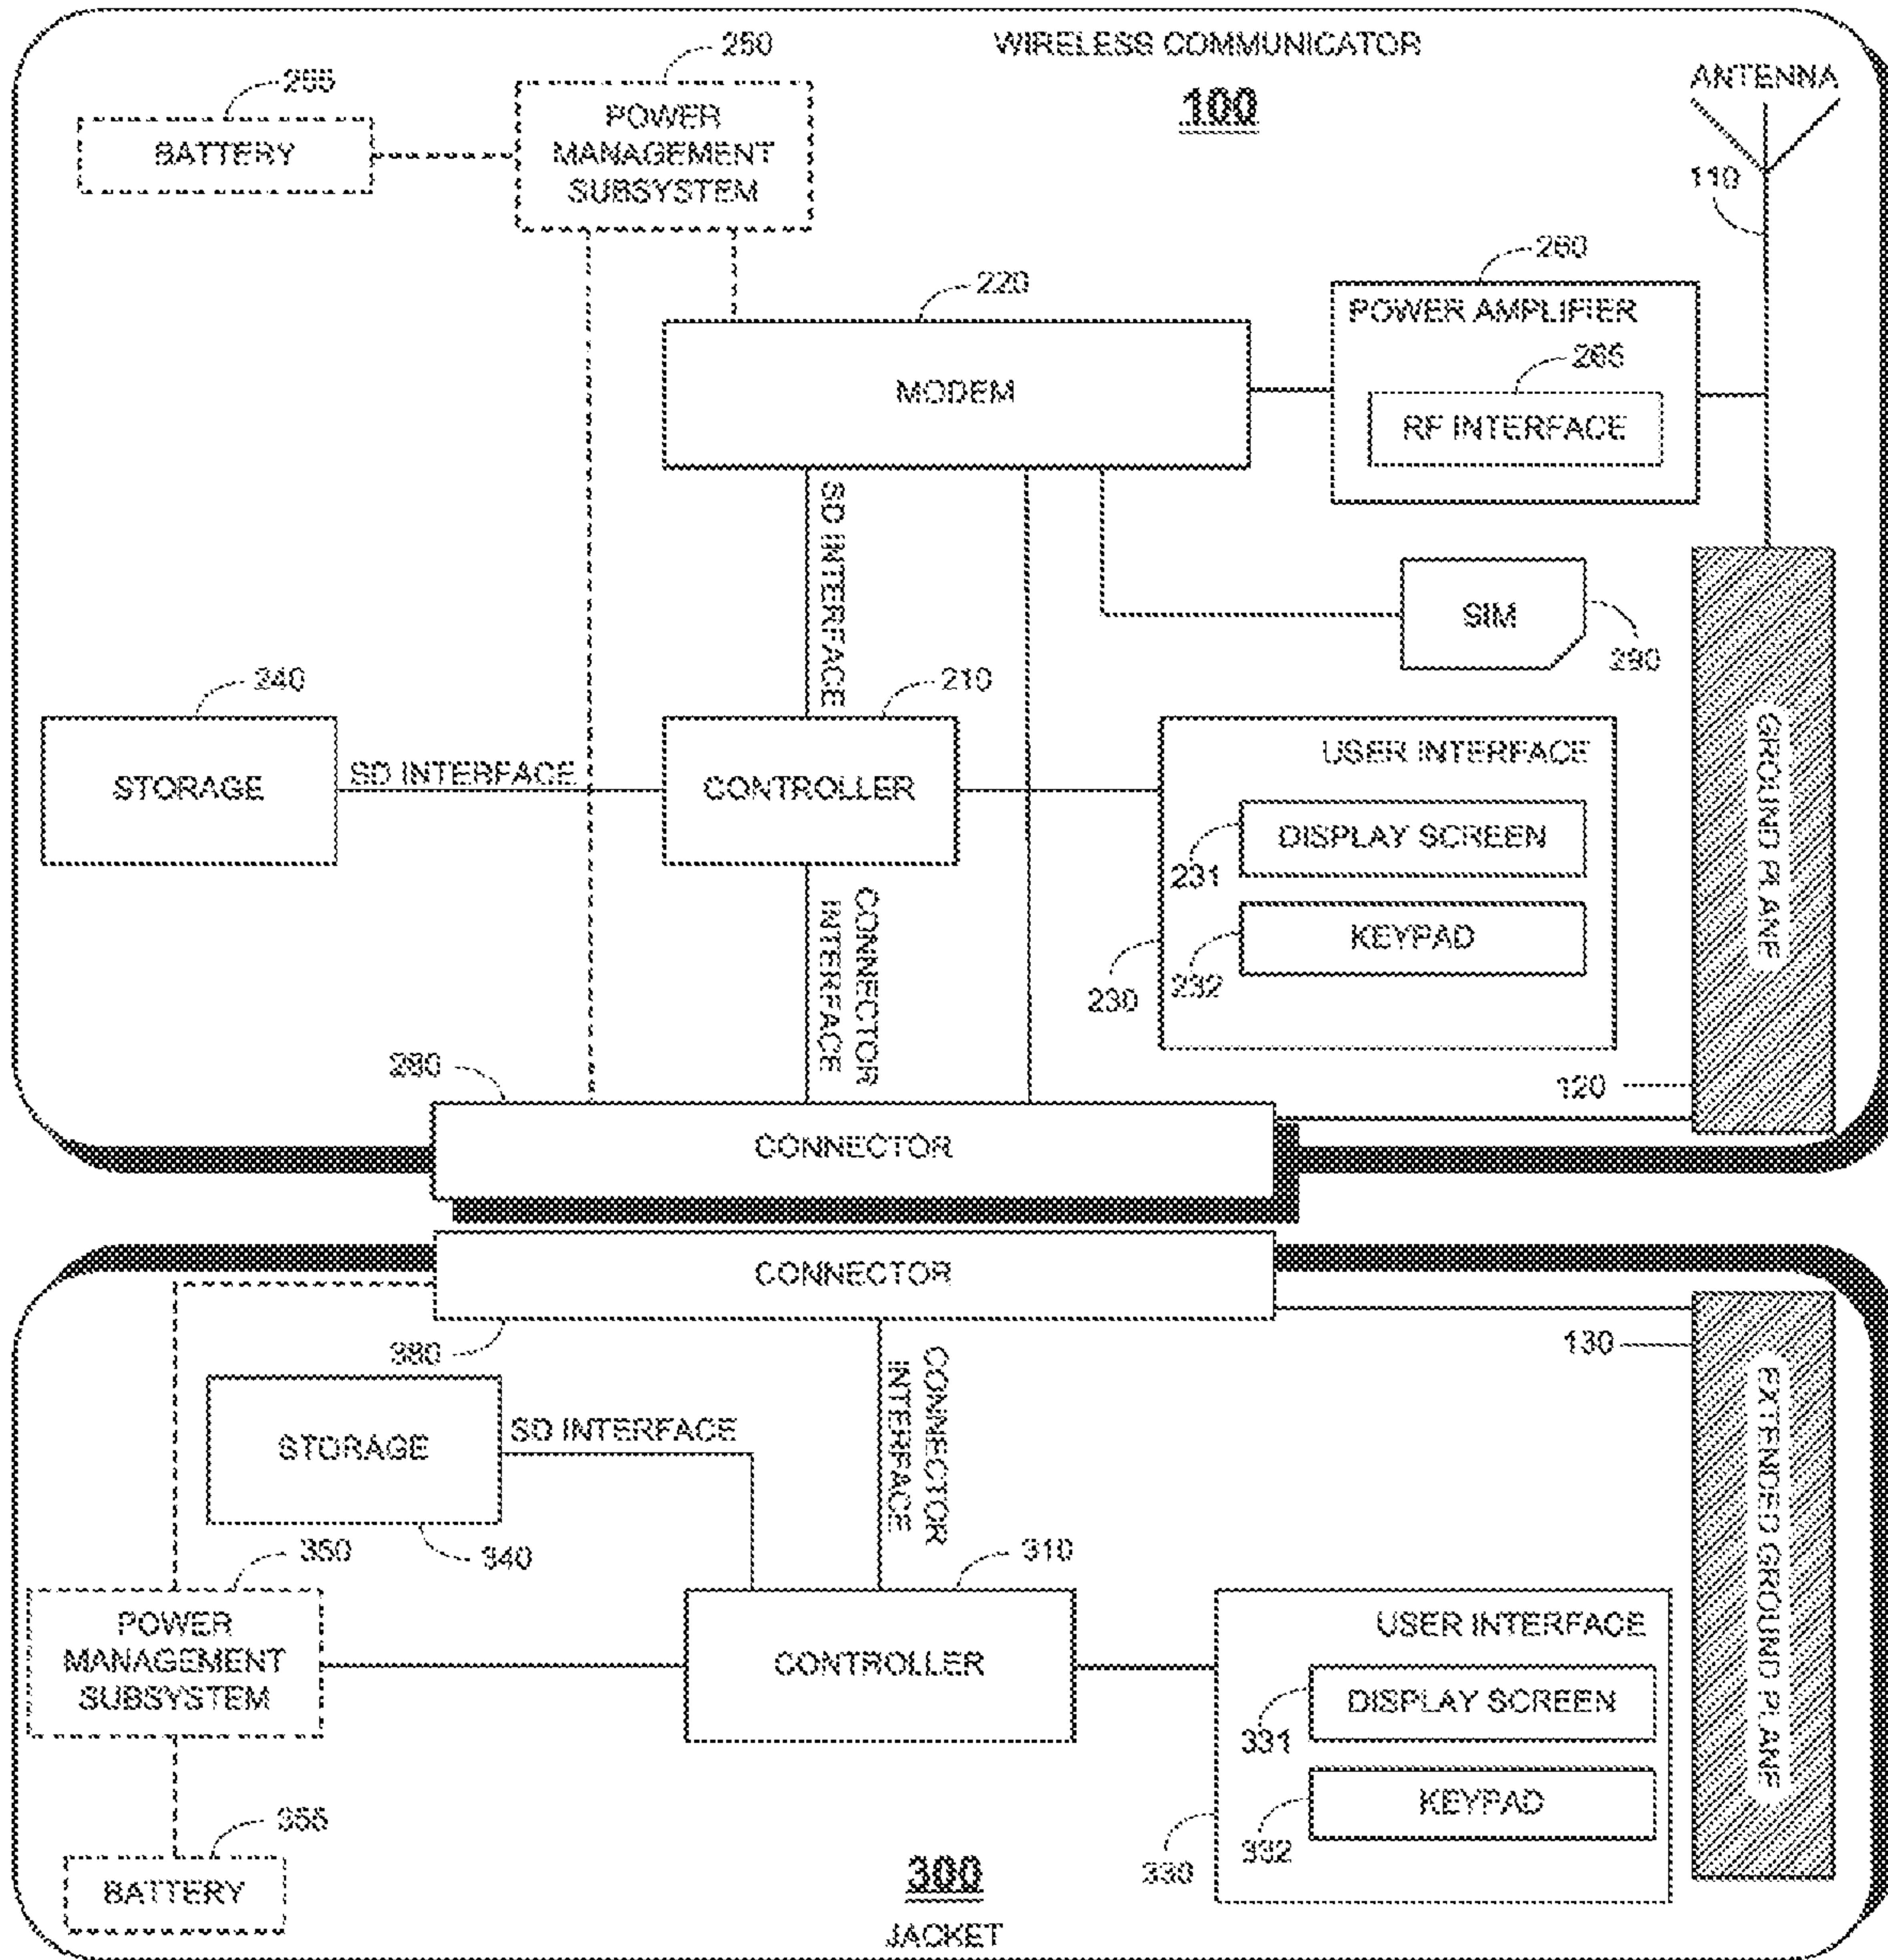 WIRELESS COMMUNICATOR
100
ANTENNA
110
250
POWER
MANAGEMENT
SUBSYSTEM
255
BATTERY
220
MODEM
260
POWER AMPLIFIER
265
RF INTERFACE
SD INTERFACE
SIM
290
240
STORAGE
SD INTERFACE
210
CONTROLLER
USER INTERFACE
DISPLAY SCREEN
231
KEYPAD
232
230
GROUND PLANE
120
CONNECTOR
INTERFACE
280
CONNECTOR
CONNECTOR
380
130
EXTENDED GROUND PLANE
STORAGE
340
SD INTERFACE
CONNECTOR
INTERFACE
350
POWER
MANAGEMENT
SUBSYSTEM
310
CONTROLLER
USER INTERFACE
DISPLAY SCREEN
331
KEYPAD
332
330
355
BATTERY
300
JACKET